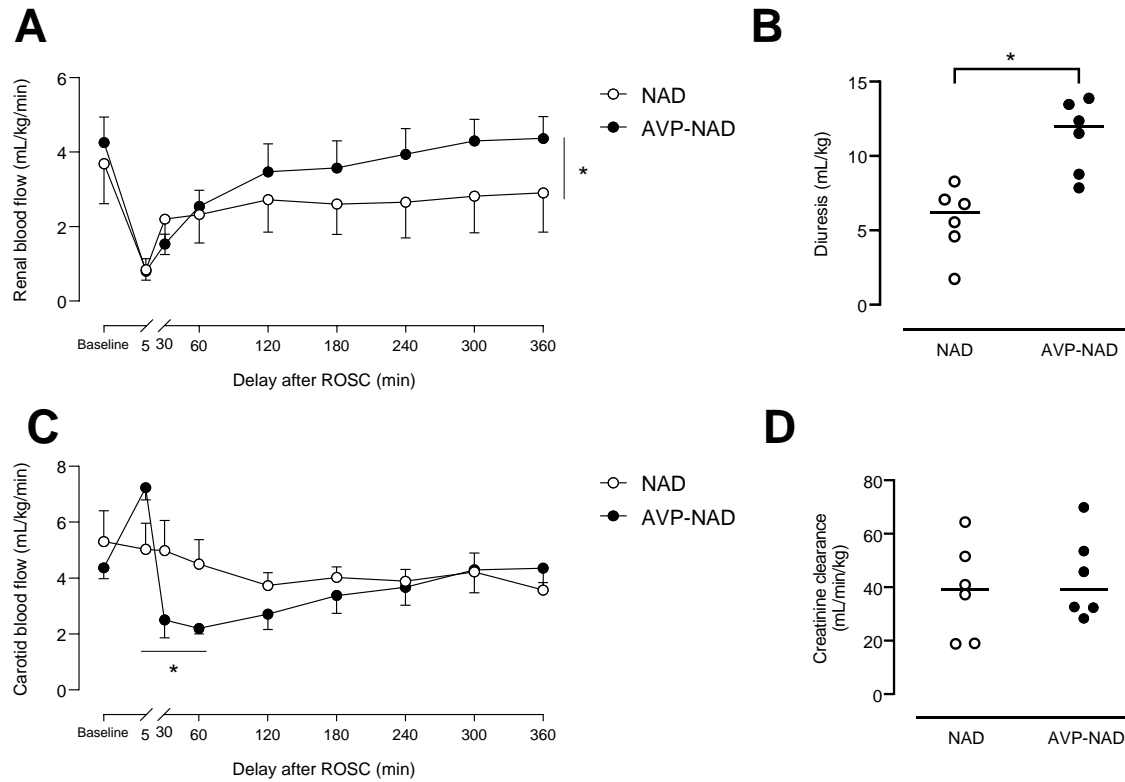 A
Renal blood flow (mL/kg/min)
6
4
2
0
NAD
AVP-NAD
*
Baseline 5 30 60 120 180 240 300 360
Delay after ROSC (min)
B
*
Diuresis (mL/kg)
15
10
5
0
NAD AVP-NAD
C
Carotid blood flow (mL/kg/min)
8
6
4
2
0
NAD
AVP-NAD
*
Baseline 5 30 60 120 180 240 300 360
Delay after ROSC (min)
D
Creatinine clearance
(mL/min/kg)
80
60
40
20
0
NAD AVP-NAD